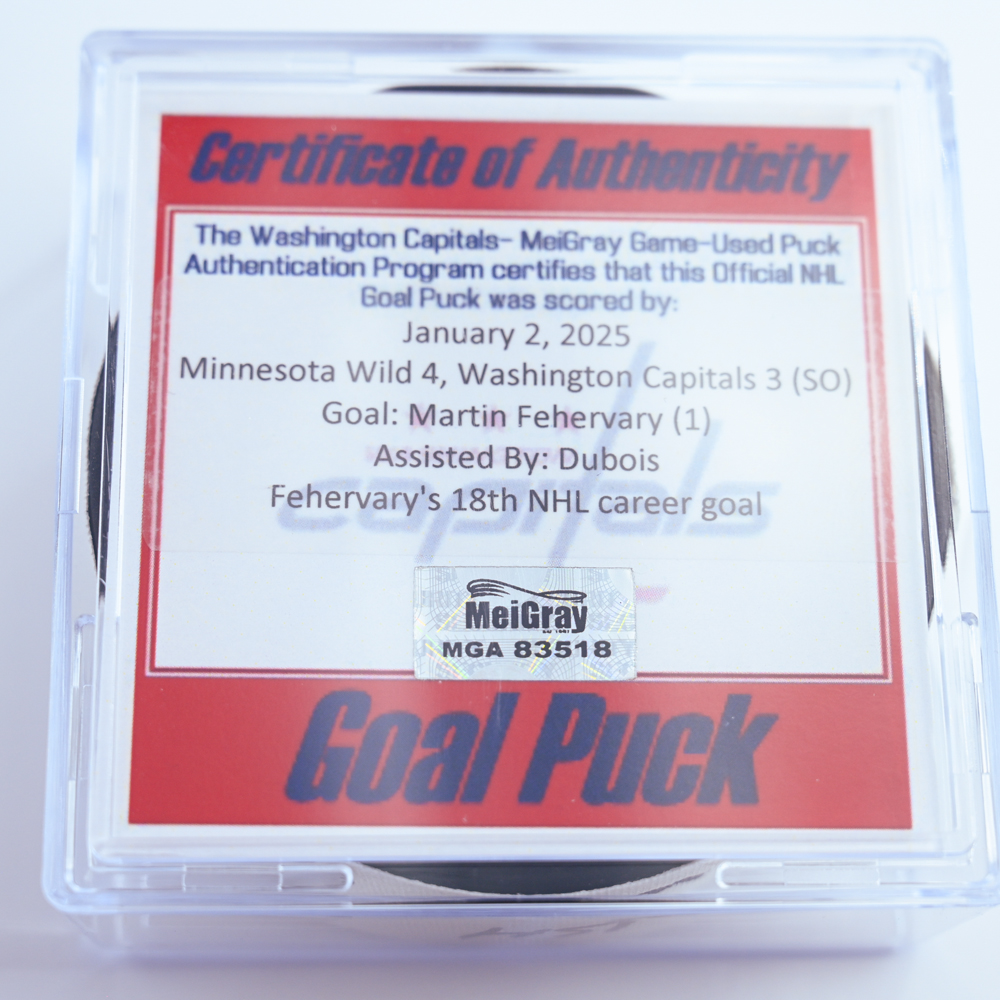 Certificate of Authenticity
The Washington Capitals- MeiGray Game-Used Puck
Authentication Program certifies that this Official NHL
Goal Puck was scored by:
January 2, 2025
Minnesota Wild 4, Washington Capitals 3 (SO)
Goal: Martin Fehervary (1)
Assisted By: Dubois
Fehervary's 18th NHL career goal
capitals
MeiGray
MGA 83518
Goal Puck